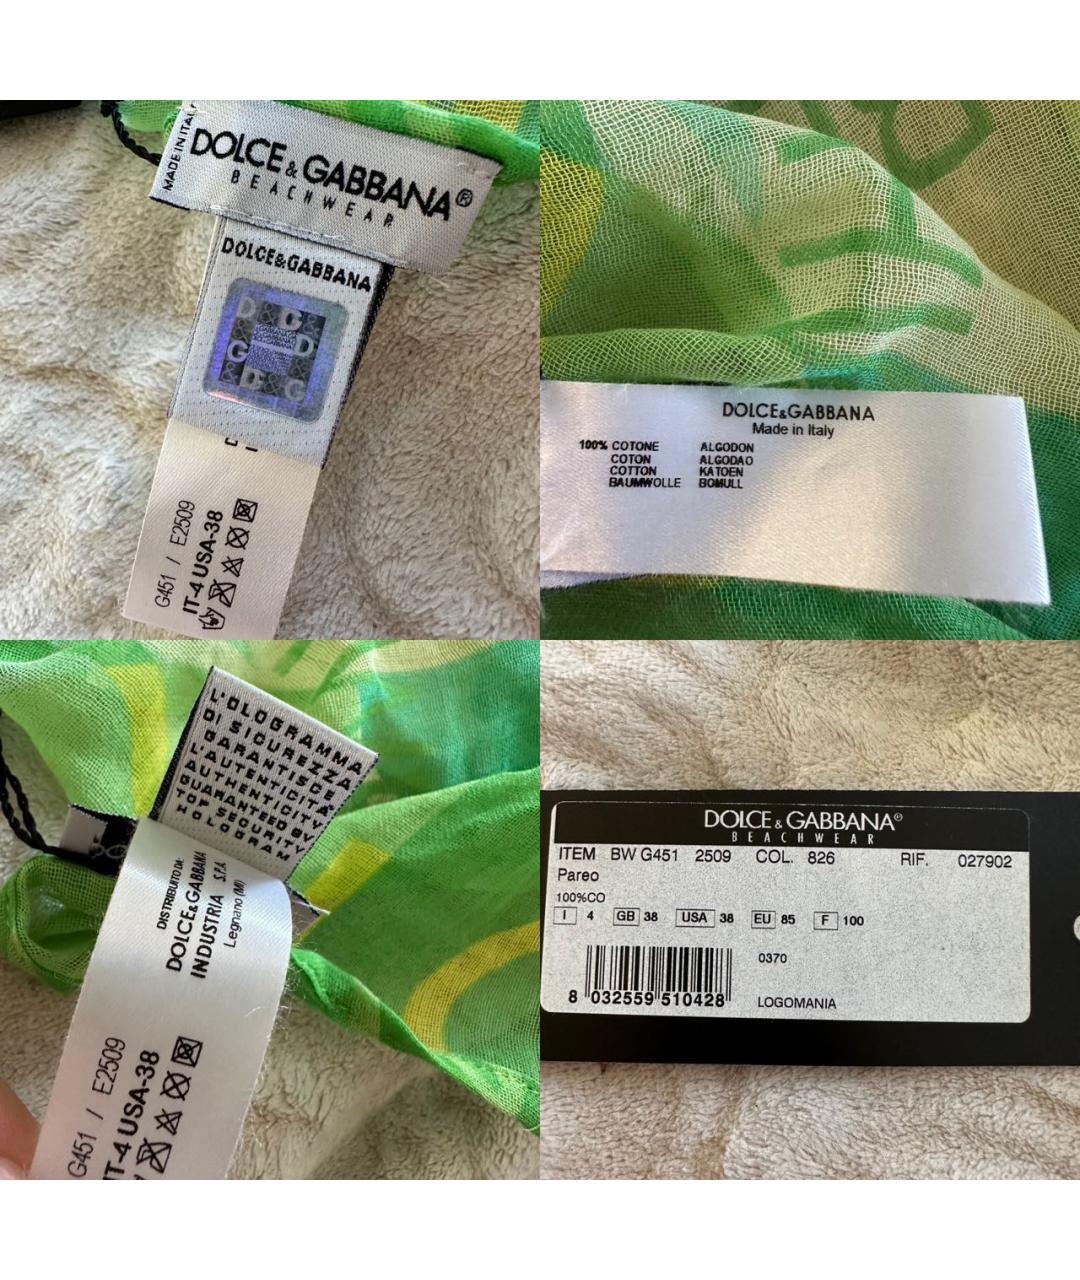 MADE IN ITALY
DOLCE & GABBANA®
BEACHWEAR
DOLCE&GABBANA
D & G &
G D
& D & G
G451 / E2509
IT-4 USA-38
DOLCE&GABBANA
Made in Italy
100% COTONE ALGODON
COTON ALGODAO
COTTON KATOEN
BAUMWOLLE BOMULL
L'OLOGRAMMA
DI SICUREZZA
GARANTISCE
L'AUTENTICITA'
AUTHENTICITY
GUARANTEED BY
TOP SECURITY
HOLOGRAM
DISTRIBUITO DA:
DOLCE&GABBANA
INDUSTRIA S.P.A.
Legnano (MI)
G451 / E2509
IT-4 USA-38
DOLCE & GABBANA®
BEACHWEAR
ITEM BW G451 2509 COL. 826 RIF. 027902
Pareo
100%CO
I 4 GB 38 USA 38 EU 85 F 100
0370
8 032559 510428
LOGOMANIA